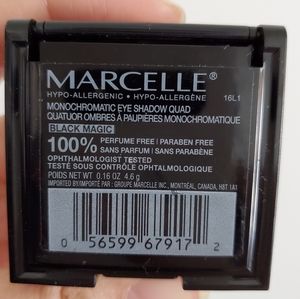 MARCELLE®
HYPO-ALLERGENIC • HYPO-ALLERGÈNE 16L1
MONOCHROMATIC EYE SHADOW QUAD
QUATUOR OMBRES À PAUPIÈRES MONOCHROMATIQUE
BLACK MAGIC
100% PERFUME FREE / PARABEN FREE
SANS PARFUM / SANS PARABÈNE
OPHTHALMOLOGIST TESTED
TESTÉ SOUS CONTRÔLE OPHTALMOLOGIQUE
POIDS NET WT 0.16 OZ. 4.6 g
IMPORTED BY/IMPORTÉ PAR : GROUPE MARCELLE INC., MONTRÉAL, CANADA, H8T 1A1
0 56599 67917 2